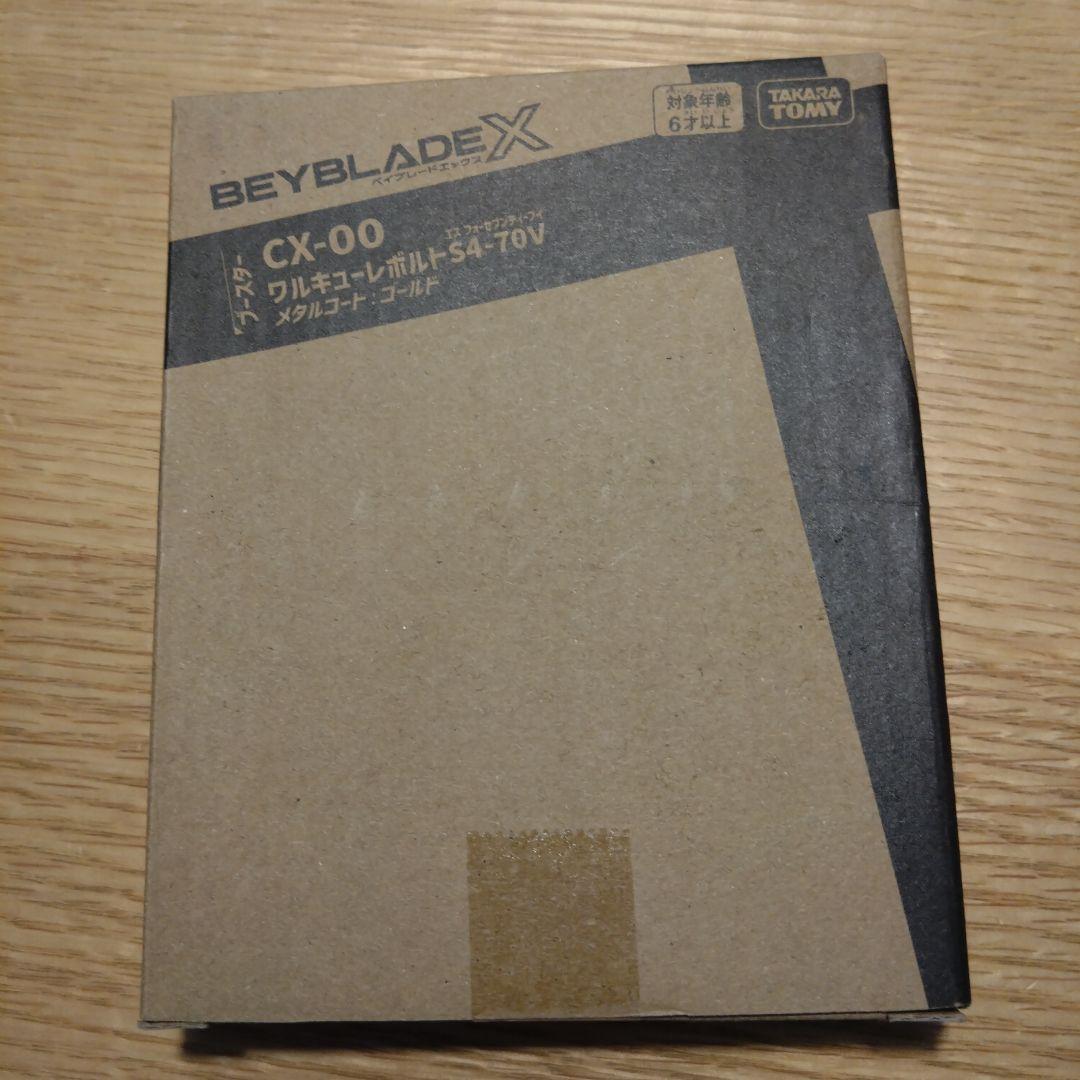 BEYBLADE X
ベイブレードエックス
対象年齢
6才以上
TAKARA
TOMY
ブースター
CX-00
エス フォーセブンティーブイ
ワルキューレボルトS4-70V
メタルコート:ゴールド